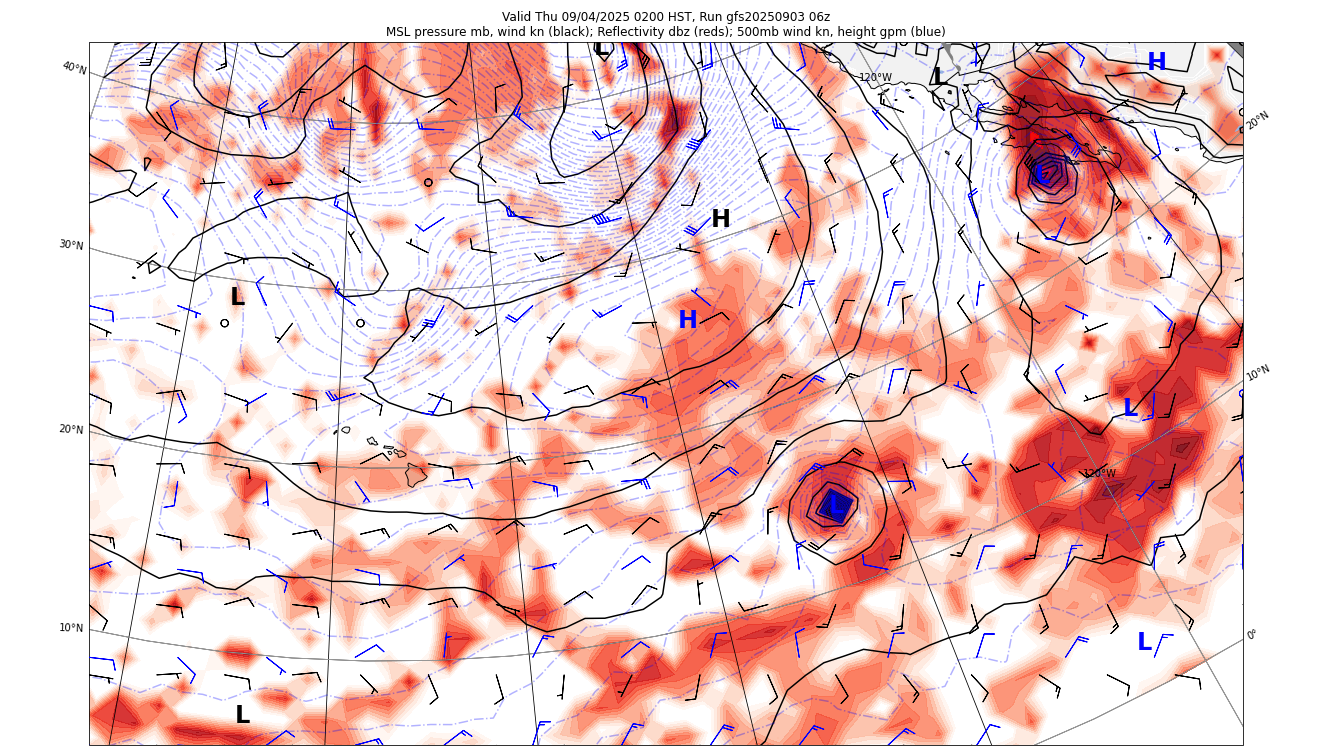 Valid Thu 09/04/2025 0200 HST, Run gfs20250903 06z
MSL pressure mb, wind kn (black); Reflectivity dbz (reds); 500mb wind kn, height gpm (blue)
L
H
40°N
120°W
L
20°N
L
H
30°N
L
H
10°N
L
20°N
120°W
L
10°N
0°
L
L